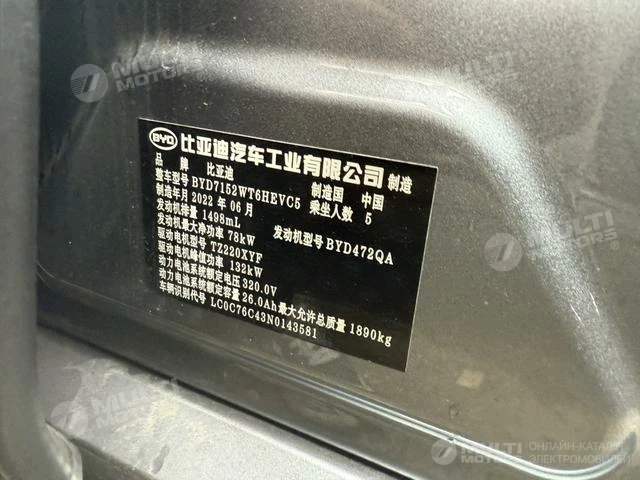 BYD 比亚迪汽车工业有限公司 制造
品 牌 比亚迪 制造国 中国
整车型号 BYD7152WT6HEVC5 乘坐人数 5
制造年月 2022 年 06 月
发动机排量 1498mL 发动机型号 BYD472QA
发动机最大净功率 78kW
驱动电机型号 TZ220XYF
驱动电机峰值功率 132kW
动力电池系统额定电压 320.0V
动力电池系统额定容量 26.0Ah 最大允许总质量 1890kg
车辆识别代号 LC0C76C43N0143581
MULTI MOTORS ®
MULTI MOTORS ®
MULTI MOTORS ®
MULTI MOTORS ®
MULTI MOTORS
ОНЛАЙН-КАТАЛОГ ЭЛЕКТРОМОБИЛЕЙ